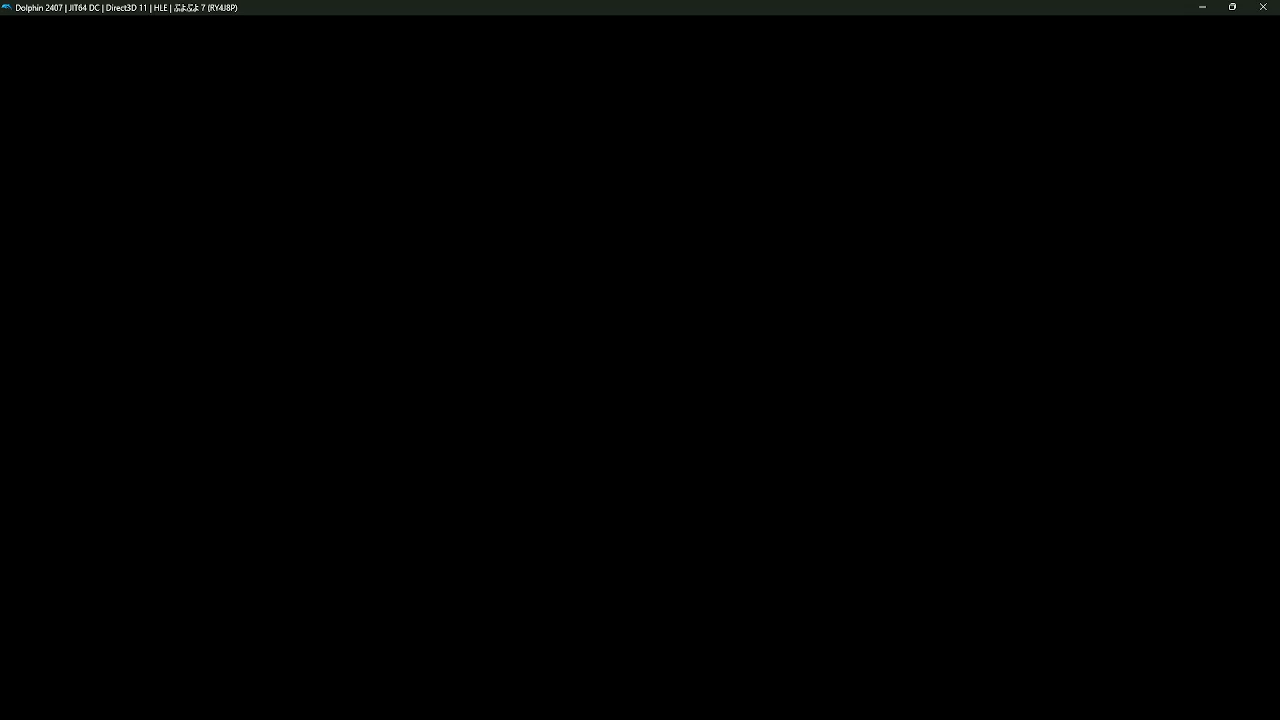 Dolphin 2407 | JIT64 DC | Direct3D 11 | HLE | ぷよぷよ 7 (RY4J8P)